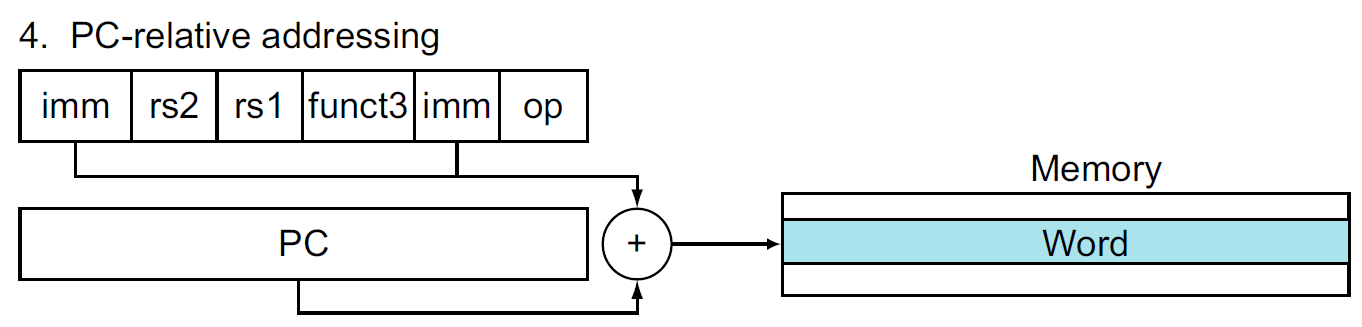 4. PC-relative addressing
imm rs2 rs1 funct3 imm op
Memory
PC
+
Word